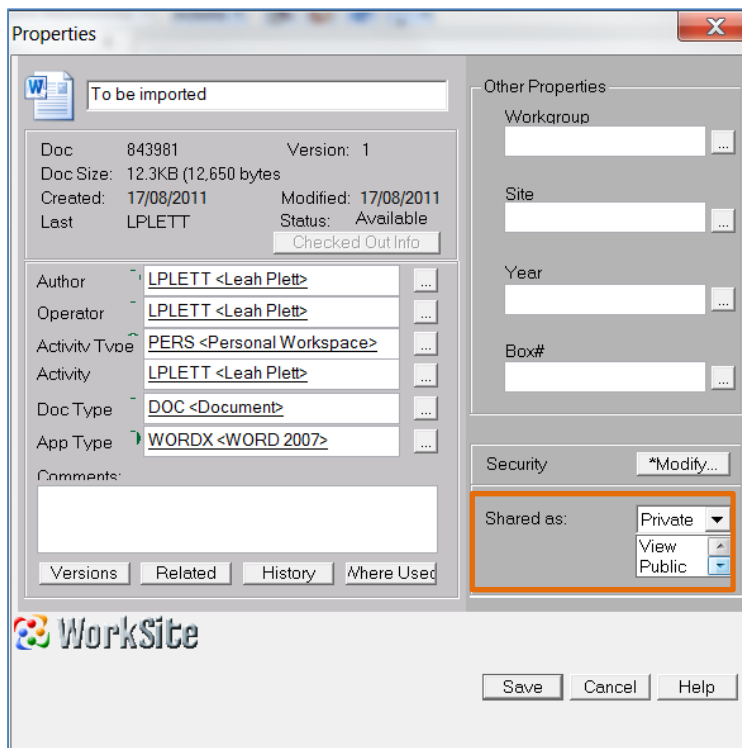 Properties
W
To be imported
Doc 843981 Version: 1
Doc Size: 12.3KB (12,650 bytes
Created: 17/08/2011 Modified: 17/08/2011
Last LPLETT Status: Available
Checked Out Info
Author LPLETT <Leah Plett> ...
Operator LPLETT <Leah Plett> ...
Activity Type PERS <Personal Workspace> ...
Activity LPLETT <Leah Plett> ...
Doc Type DOC <Document> ...
App Type WORDX <WORD 2007> ...
Comments:
Versions Related History Where Used
Other Properties
Workgroup
...
Site
...
Year
...
Box#
...
Security *Modify...
Shared as: Private
View
Public
WorkSite
Save Cancel Help